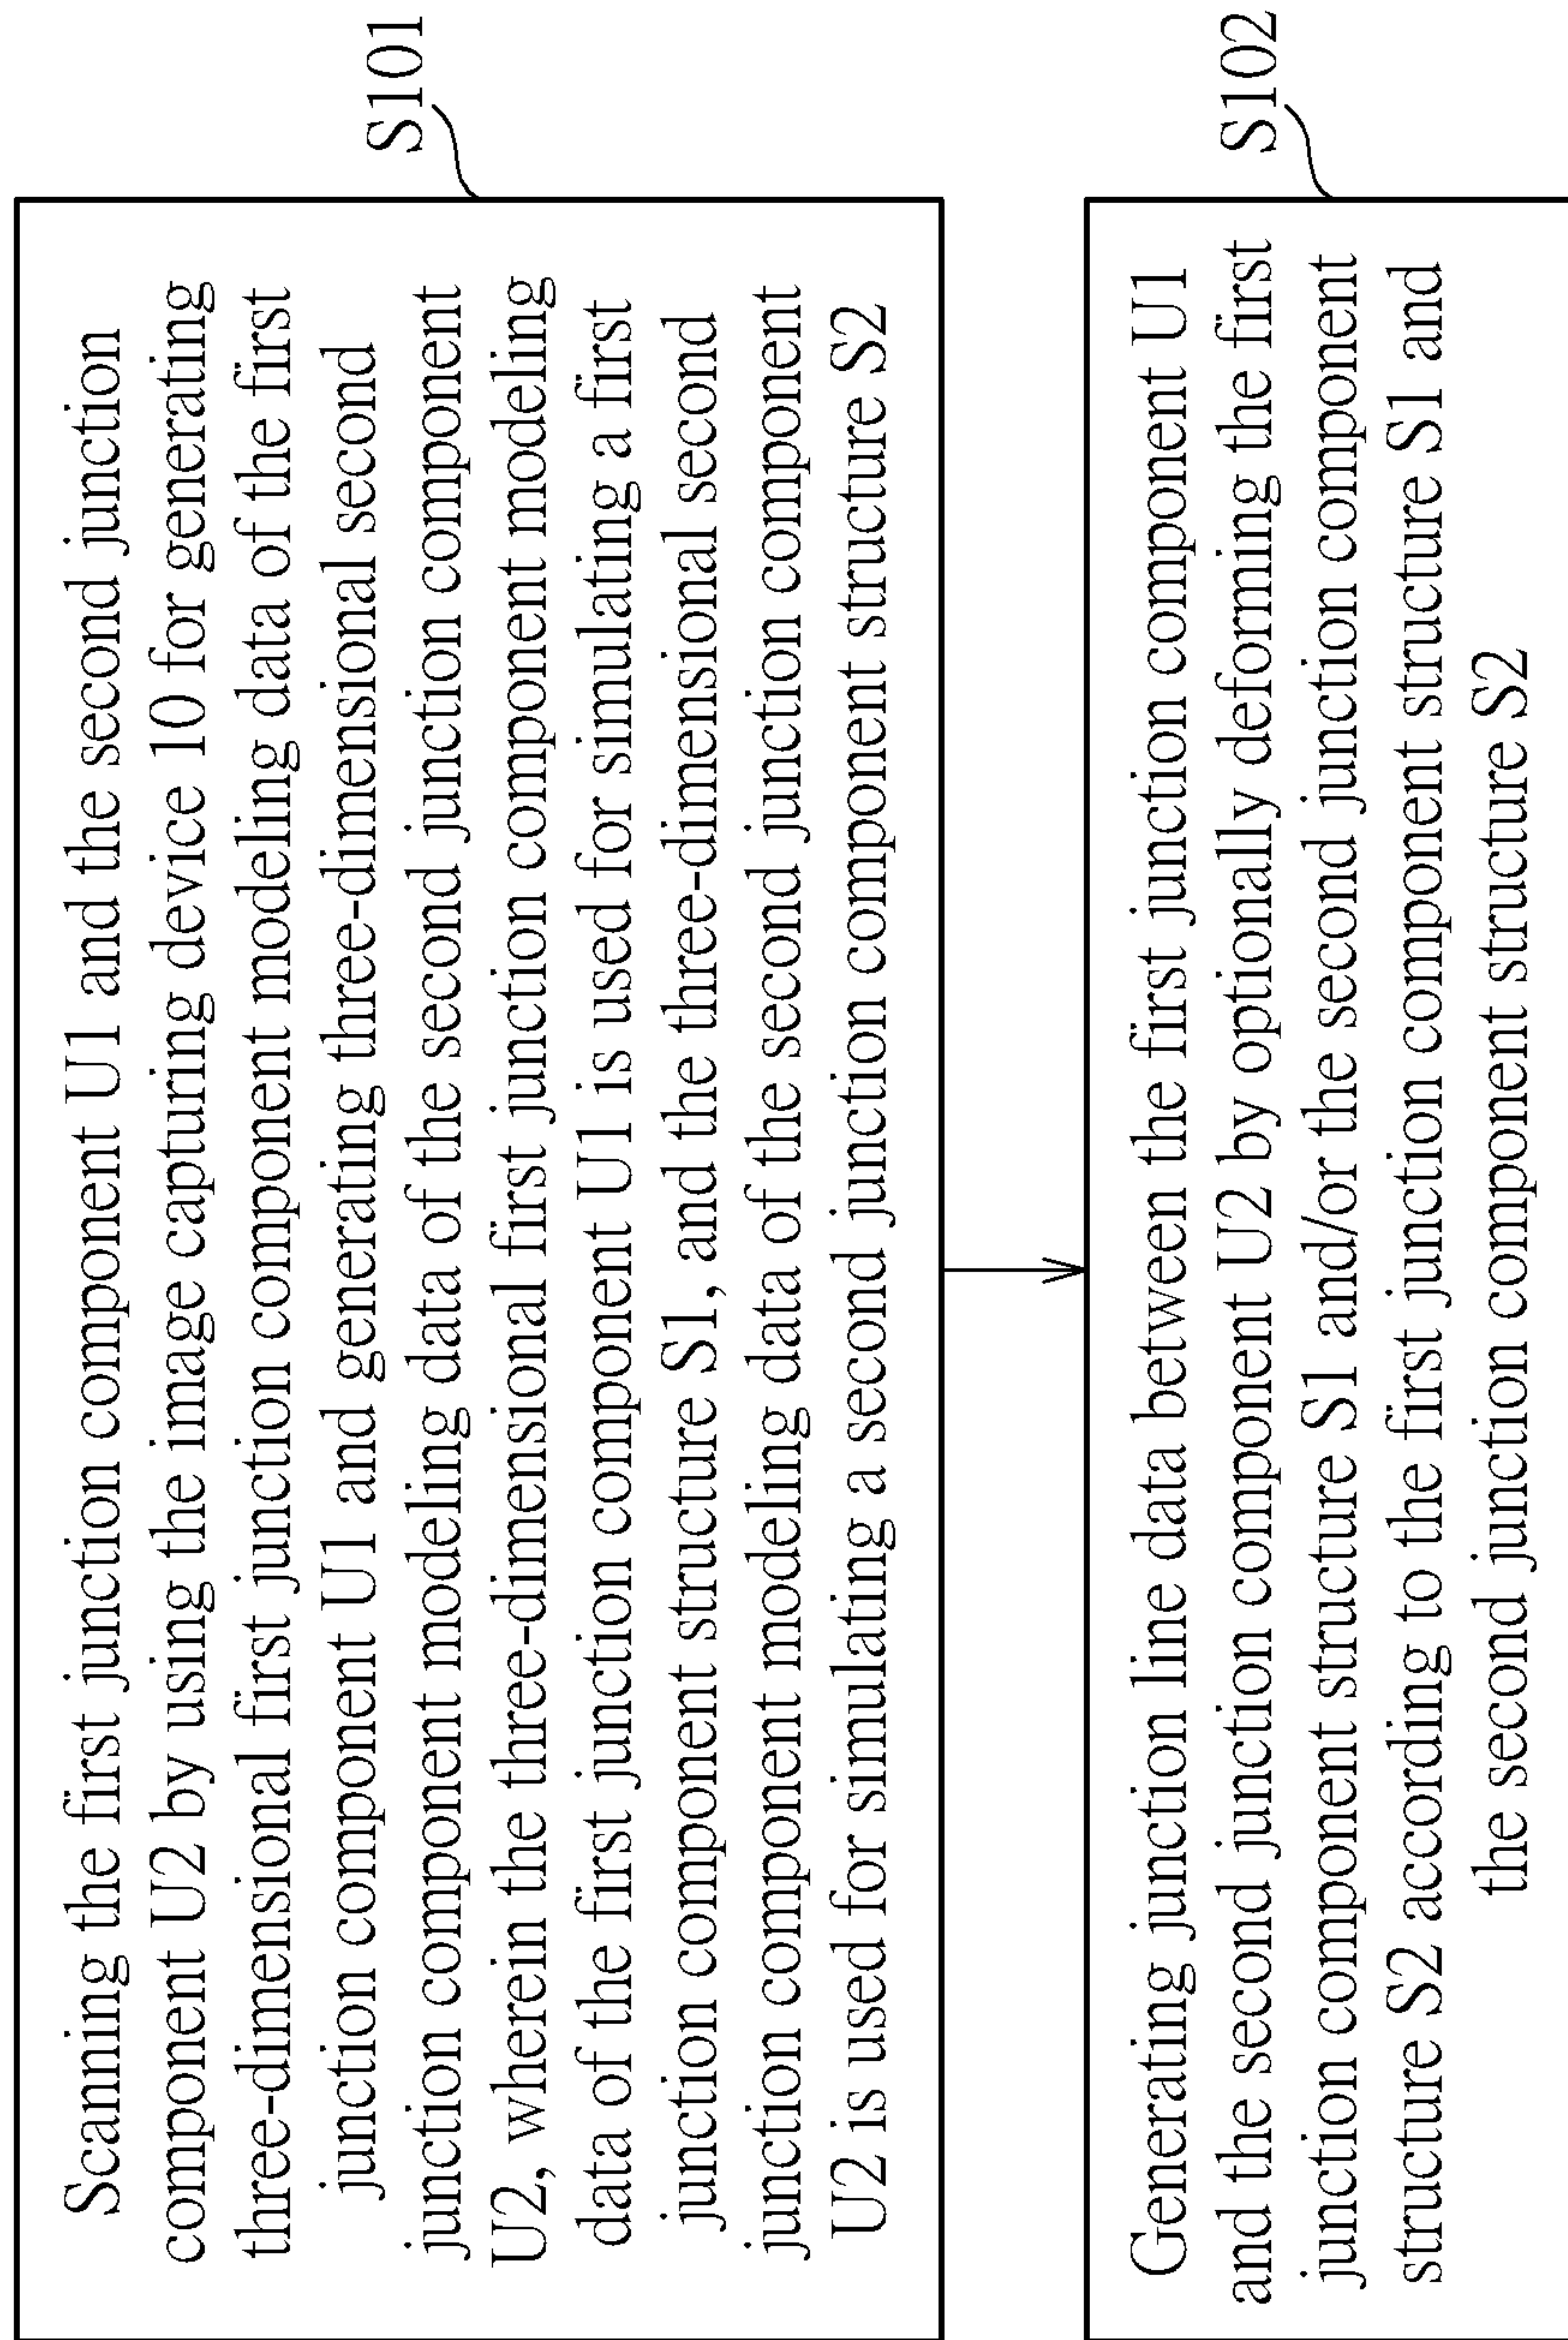 Scanning the first junction component U1 and the second junction
component U2 by using the image capturing device 10 for generating
three-dimensional first junction component modeling data of the first
junction component U1 and generating three-dimensional second
junction component modeling data of the second junction component
U2, wherein the three-dimensional first junction component modeling
data of the first junction component U1 is used for simulating a first
junction component structure S1, and the three-dimensional second
junction component modeling data of the second junction component
U2 is used for simulating a second junction component structure S2
S101
Generating junction line data between the first junction component U1
and the second junction component U2 by optionally deforming the first
junction component structure S1 and/or the second junction component
structure S2 according to the first junction component structure S1 and
the second junction component structure S2
S102